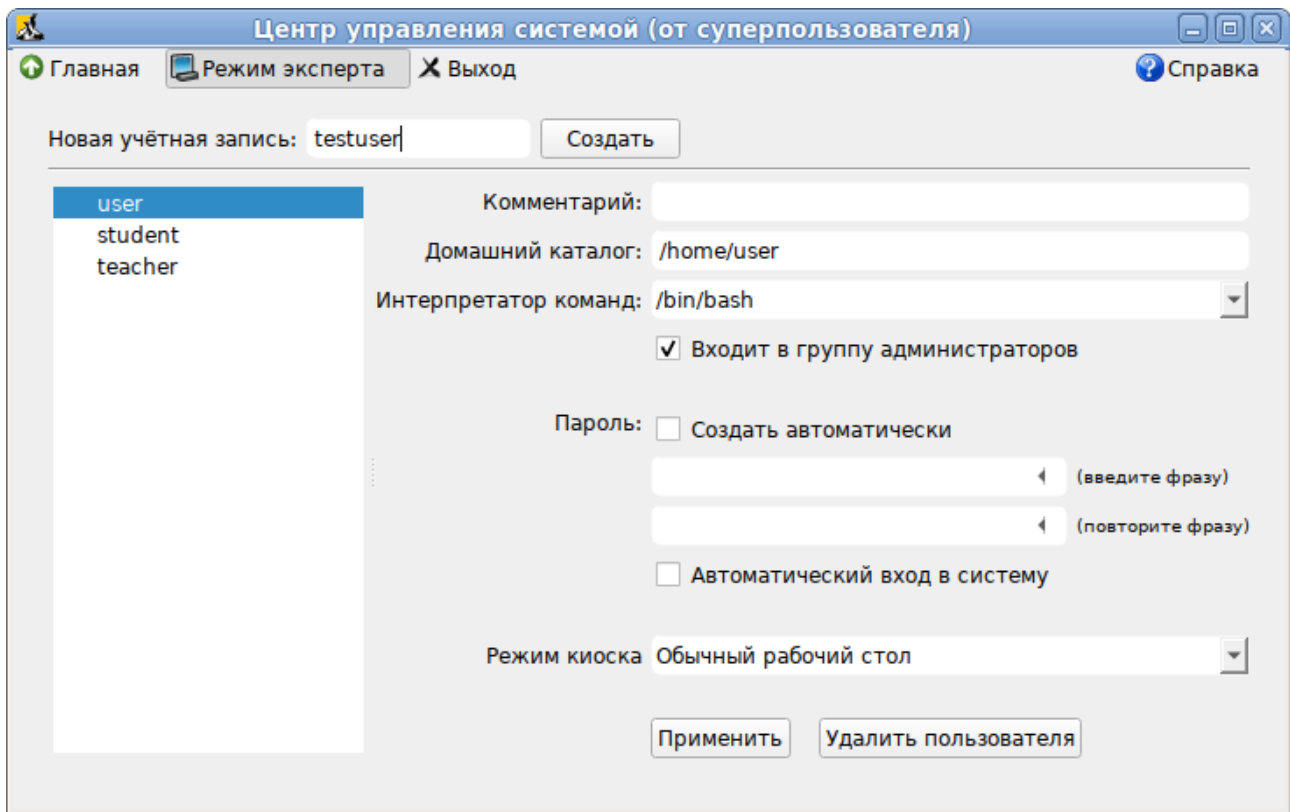 Центр управления системой (от суперпользователя)
Главная Режим эксперта Выход Справка
Новая учётная запись: testuser Создать
user
student
teacher
Комментарий:
Домашний каталог: /home/user
Интерпретатор команд: /bin/bash
Входит в группу администраторов
Пароль: Создать автоматически
(введите фразу)
(повторите фразу)
Автоматический вход в систему
Режим киоска Обычный рабочий стол
Применить Удалить пользователя